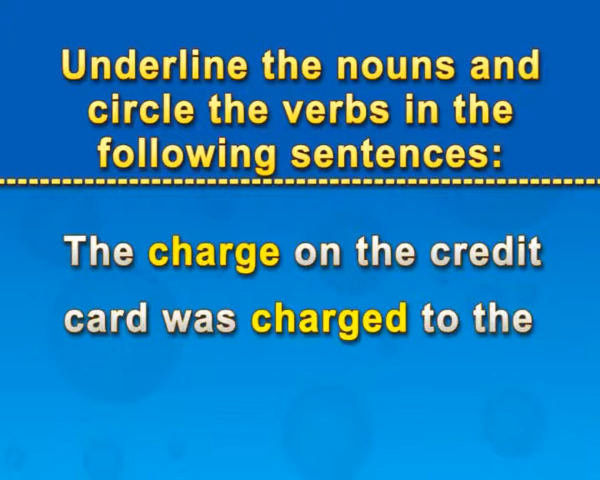 Underline the nouns and
circle the verbs in the
following sentences:
The charge on the credit
card was charged to the